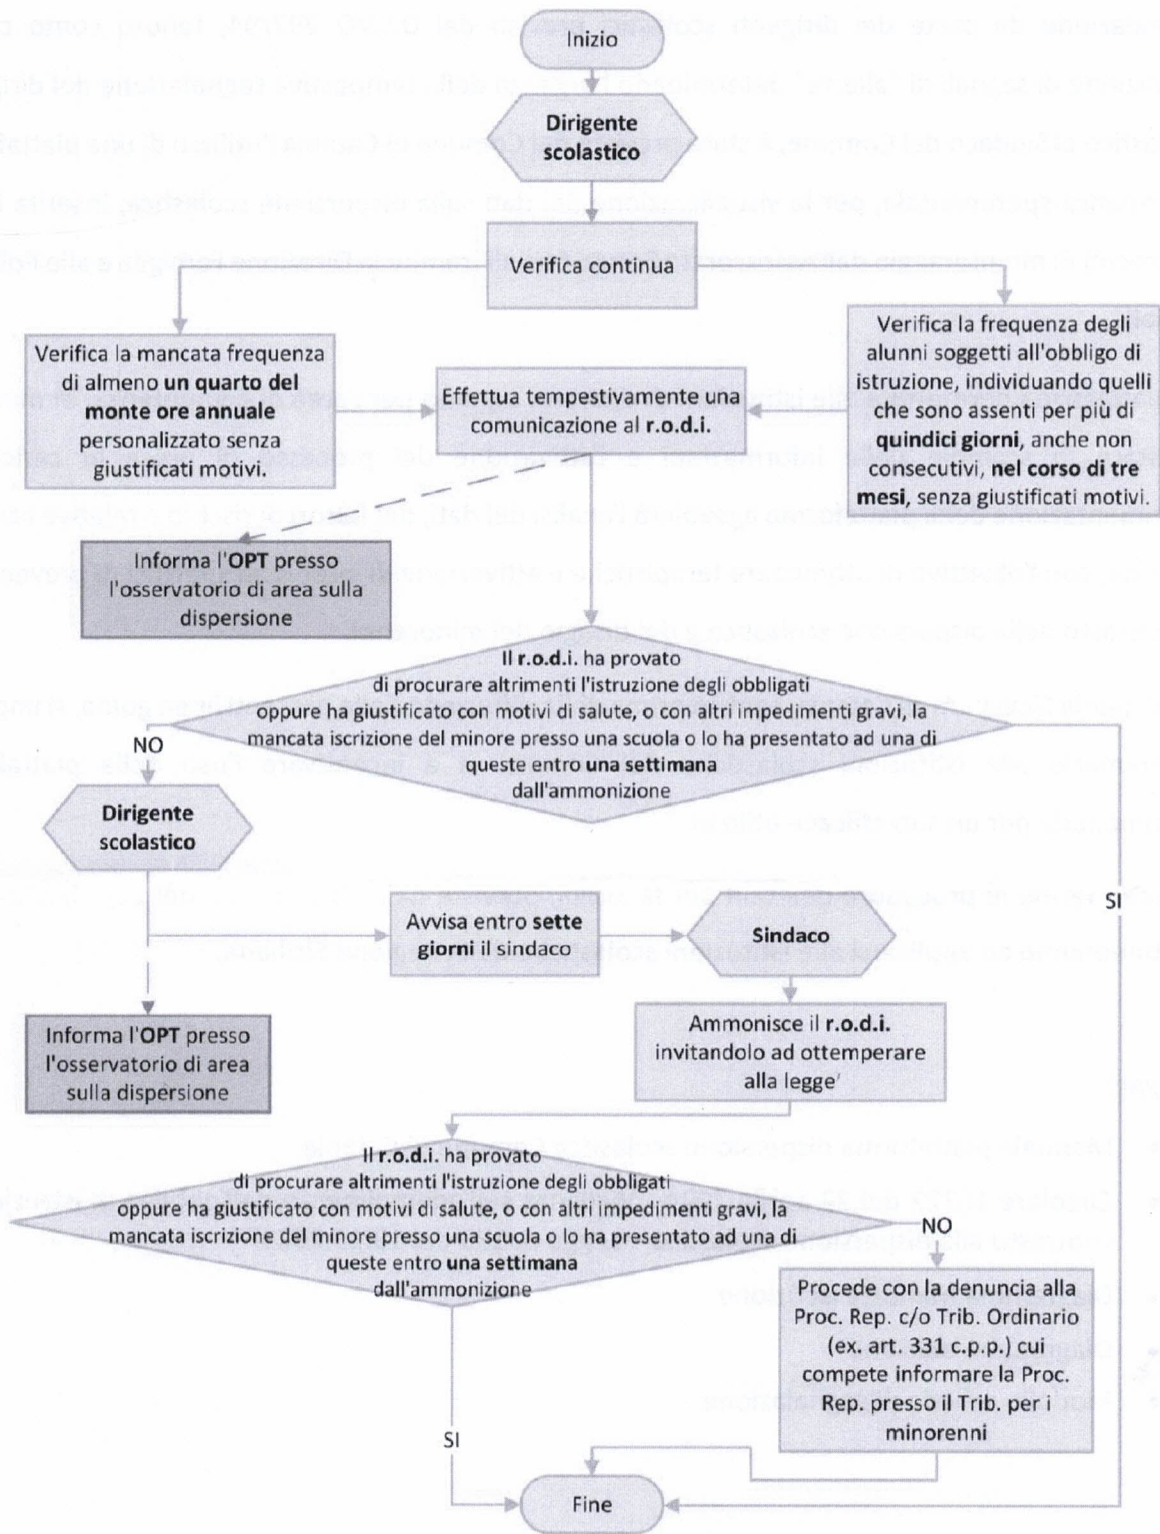 Inizio
Dirigente
scolastico
Verifica continua
Verifica la mancata frequenza
di almeno un quarto del
monte ore annuale
personalizzato senza
giustificati motivi.
Effettua tempestivamente una
comunicazione al r.o.d.i.
Verifica la frequenza degli
alunni soggetti all'obbligo di
istruzione, individuando quelli
che sono assenti per più di
quindici giorni, anche non
consecutivi, nel corso di tre
mesi, senza giustificati motivi.
Informa l'OPT presso
l'osservatorio di area sulla
dispersione
Il r.o.d.i. ha provato
di procurare altrimenti l'istruzione degli obbligati
oppure ha giustificato con motivi di salute, o con altri impedimenti gravi, la
mancata iscrizione del minore presso una scuola o lo ha presentato ad una di
queste entro una settimana
dall'ammonizione
NO
SI
Dirigente
scolastico
Avvisa entro sette
giorni il sindaco
Sindaco
Informa l'OPT presso
l'osservatorio di area
sulla dispersione
Ammonisce il r.o.d.i.
invitandolo ad ottemperare
alla legge
Il r.o.d.i. ha provato
di procurare altrimenti l'istruzione degli obbligati
oppure ha giustificato con motivi di salute, o con altri impedimenti gravi, la
mancata iscrizione del minore presso una scuola o lo ha presentato ad una di
queste entro una settimana
dall'ammonizione
NO
Procede con la denuncia alla
Proc. Rep. c/o Trib. Ordinario
(ex. art. 331 c.p.p.) cui
compete informare la Proc.
Rep. presso il Trib. per i
minorenni
SI
Fine